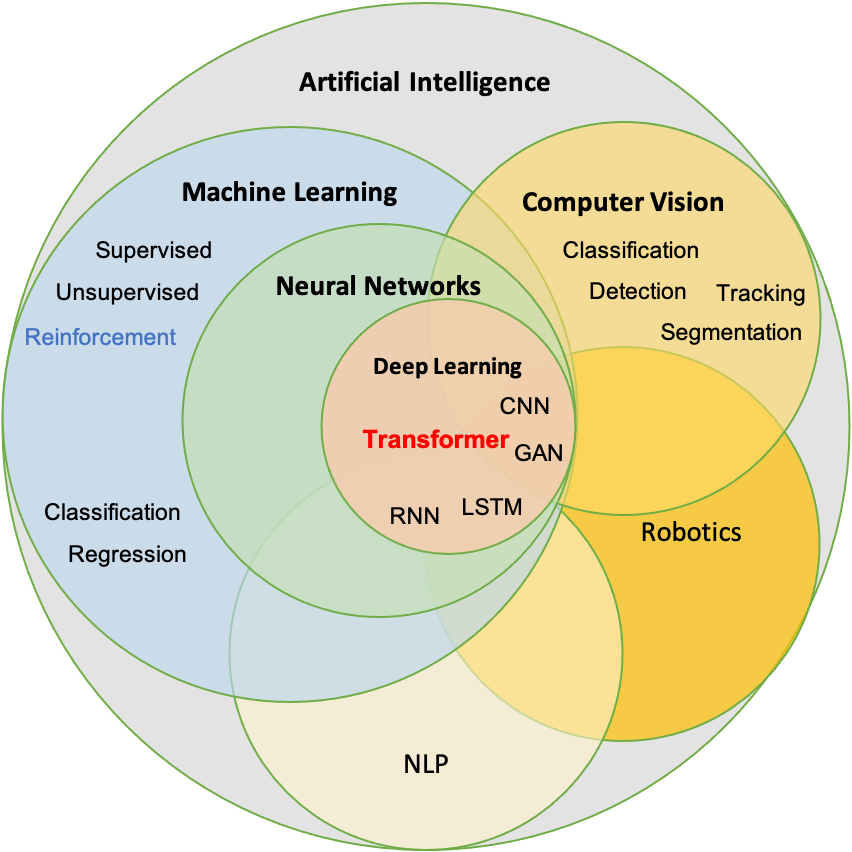 Artificial Intelligence
Machine Learning
Computer Vision
Supervised
Classification
Unsupervised
Neural Networks
Detection
Tracking
Reinforcement
Segmentation
Deep Learning
CNN
Transformer
GAN
Classification
RNN
LSTM
Regression
Robotics
NLP